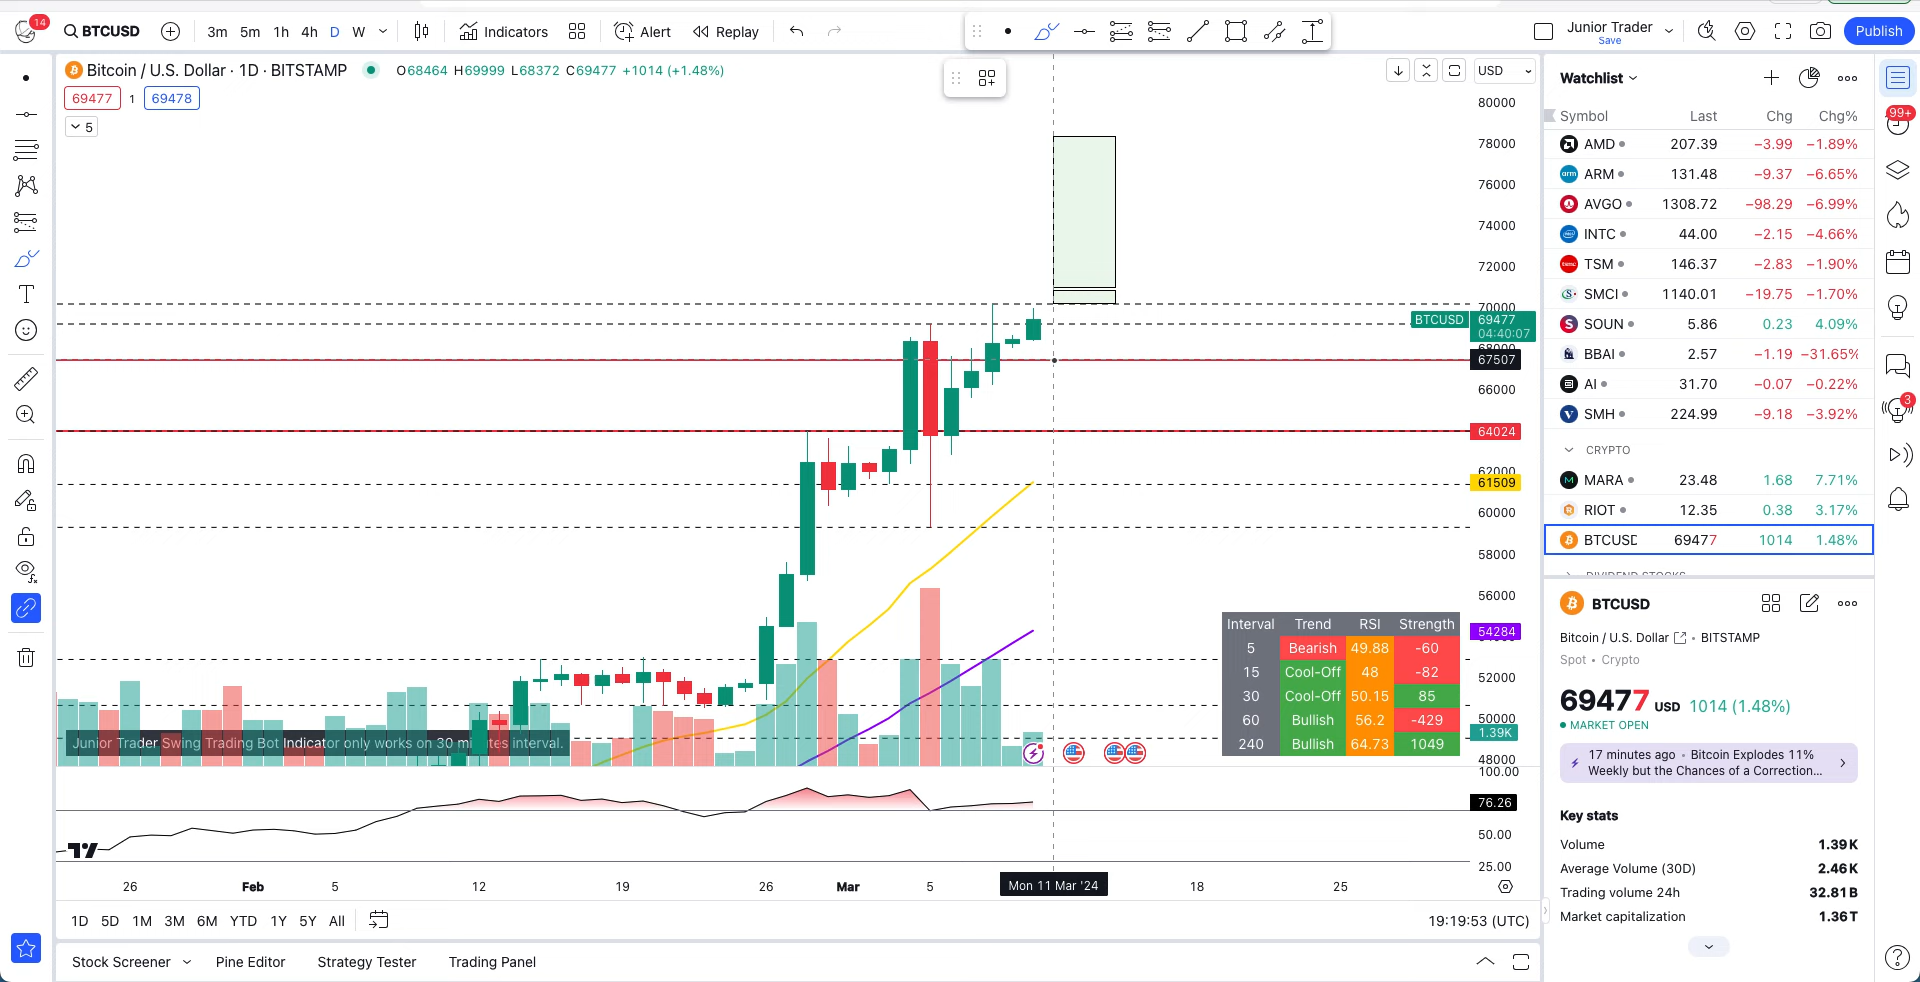 14
BTCUSD
3m 5m 1h 4h D W
Indicators
Alert
Replay
Junior Trader
Save
Publish
Bitcoin / U.S. Dollar · 1D · BITSTAMP
O68464 H69999 L68372 C69477 +1014 (+1.48%)
69477 1 69478
5
USD
80000
78000
76000
74000
72000
70000
BTCUSD 69477
04:40:07
68000
67507
66000
64024
62000
61509
60000
58000
56000
54284
52000
50000
1.39K
48000
100.00
76.26
50.00
25.00
Interval Trend RSI Strength
5 Bearish 49.88 -60
15 Cool-Off 48 -82
30 Cool-Off 50.15 85
60 Bullish 56.2 -429
240 Bullish 64.73 1049
Junior Trader Swing Trading Bot Indicator only works on 30 minutes interval.
26 Feb 5 12 19 26 Mar 5 Mon 11 Mar '24 18 25
1D 5D 1M 3M 6M YTD 1Y 5Y All
19:19:53 (UTC)
Stock Screener Pine Editor Strategy Tester Trading Panel
Watchlist
Symbol Last Chg Chg%
AMD 207.39 −3.99 −1.89%
ARM 131.48 −9.37 −6.65%
AVGO 1308.72 −98.29 −6.99%
INTC 44.00 −2.15 −4.66%
TSM 146.37 −2.83 −1.90%
SMCI 1140.01 −19.75 −1.70%
SOUN 5.86 0.23 4.09%
BBAI 2.57 −1.19 −31.65%
AI 31.70 −0.07 −0.22%
SMH 224.99 −9.18 −3.92%
CRYPTO
MARA 23.48 1.68 7.71%
RIOT 12.35 0.38 3.17%
BTCUSD 69477 1014 1.48%
DIVIDEND STOCKS
BTCUSD
Bitcoin / U.S. Dollar • BITSTAMP
Spot • Crypto
69477 USD 1014 (1.48%)
MARKET OPEN
17 minutes ago • Bitcoin Explodes 11%
Weekly but the Chances of a Correction...
Key stats
Volume 1.39K
Average Volume (30D) 2.46K
Trading volume 24h 32.81B
Market capitalization 1.36T
99+
3